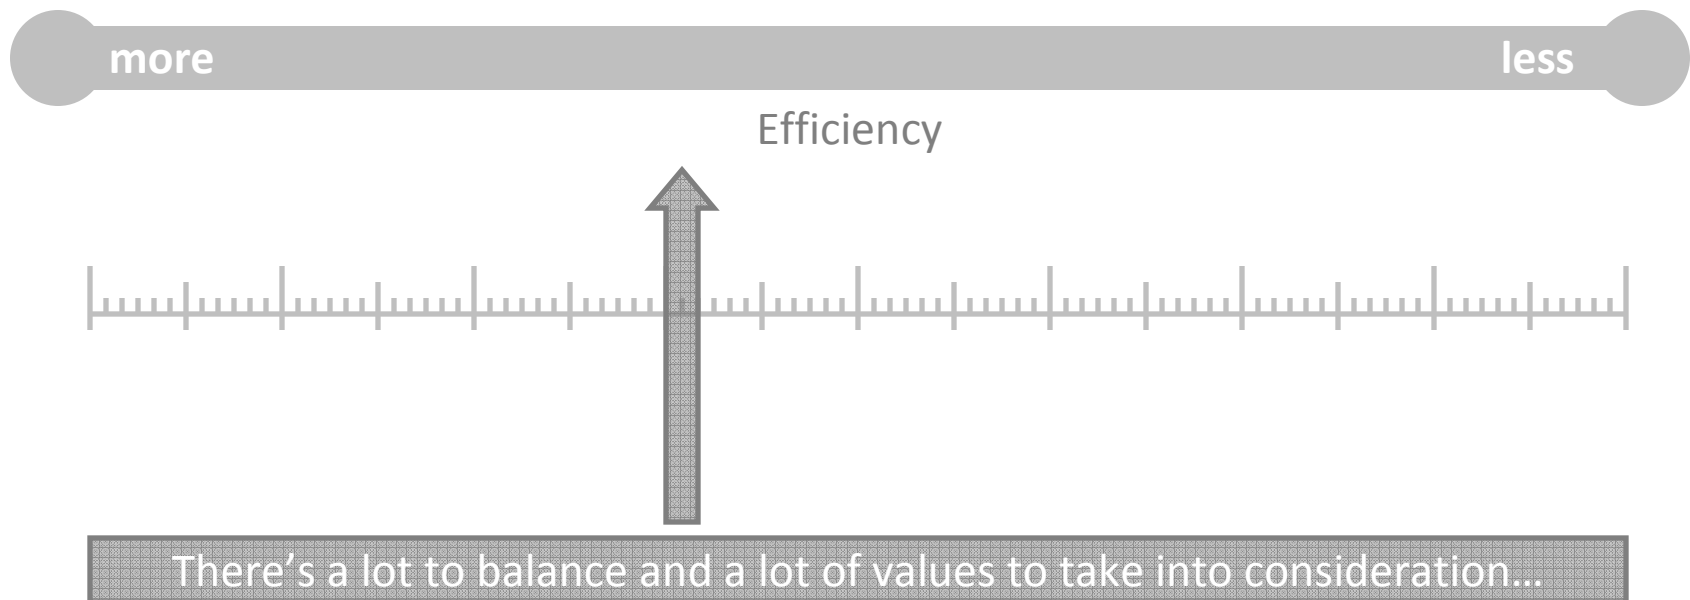 more less
Efficiency
There’s a lot to balance and a lot of values to take into consideration…